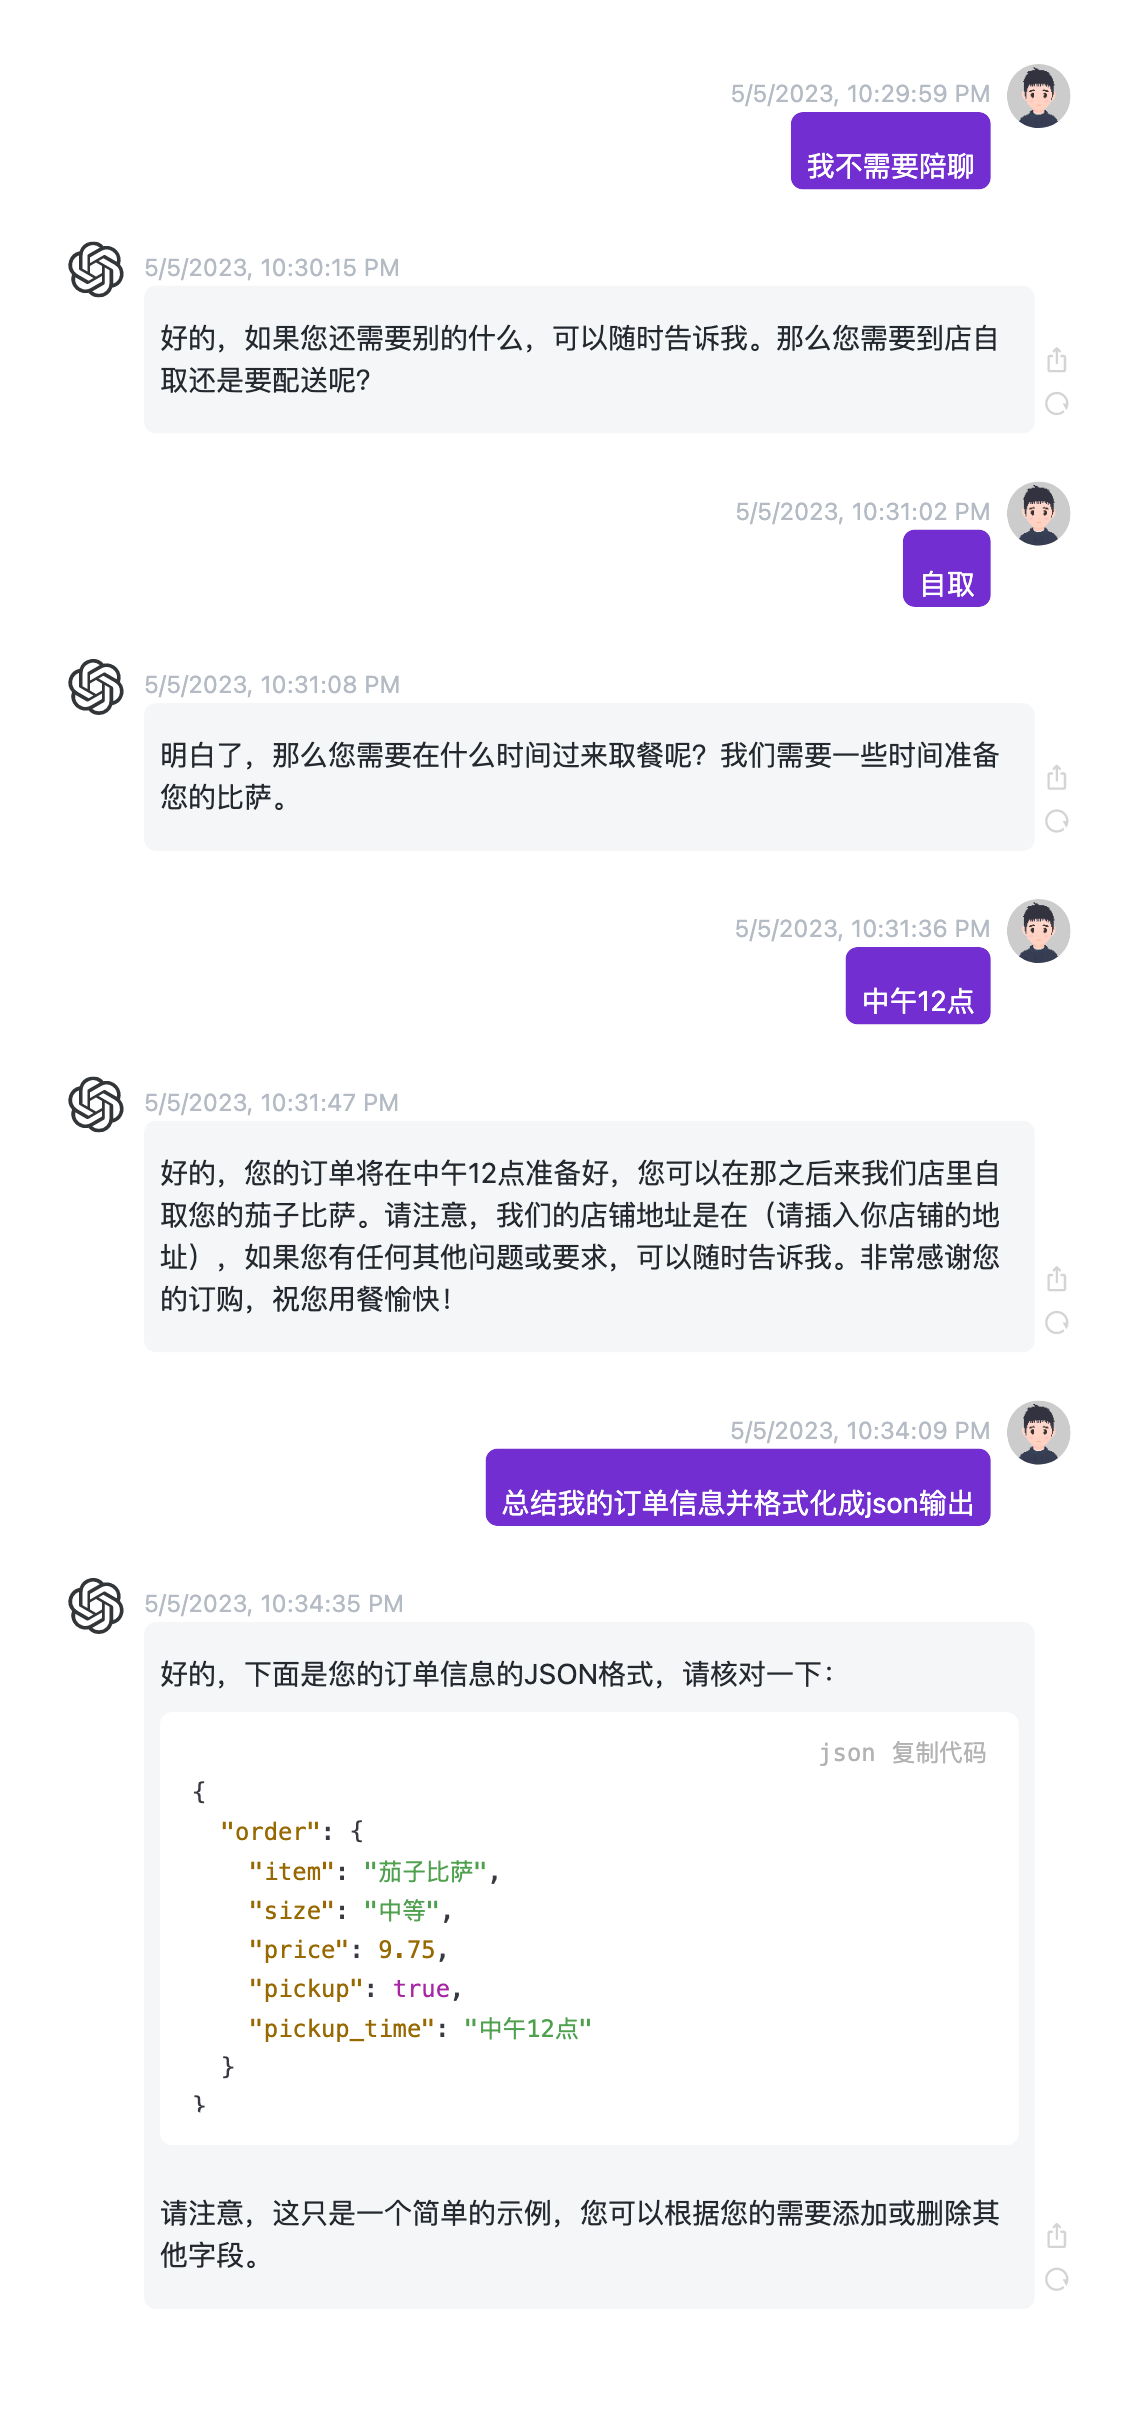 5/5/2023, 10:29:59 PM
我不需要陪聊
5/5/2023, 10:30:15 PM
好的，如果您还需要别的什么，可以随时告诉我。那么您需要到店自
取还是要配送呢？
5/5/2023, 10:31:02 PM
自取
5/5/2023, 10:31:08 PM
明白了，那么您需要在什么时间过来取餐呢？我们需要一些时间准备
您的比萨。
5/5/2023, 10:31:36 PM
中午12点
5/5/2023, 10:31:47 PM
好的，您的订单将在中午12点准备好，您可以在那之后来我们店里自
取您的茄子比萨。请注意，我们的店铺地址是在（请插入你店铺的地
址），如果您有任何其他问题或要求，可以随时告诉我。非常感谢您
的订购，祝您用餐愉快！
5/5/2023, 10:34:09 PM
总结我的订单信息并格式化成json输出
5/5/2023, 10:34:35 PM
好的，下面是您的订单信息的JSON格式，请核对一下：
json 复制代码
{
  "order": {
    "item": "茄子比萨",
    "size": "中等",
    "price": 9.75,
    "pickup": true,
    "pickup_time": "中午12点"
  }
}
请注意，这只是一个简单的示例，您可以根据您的需要添加或删除其
他字段。